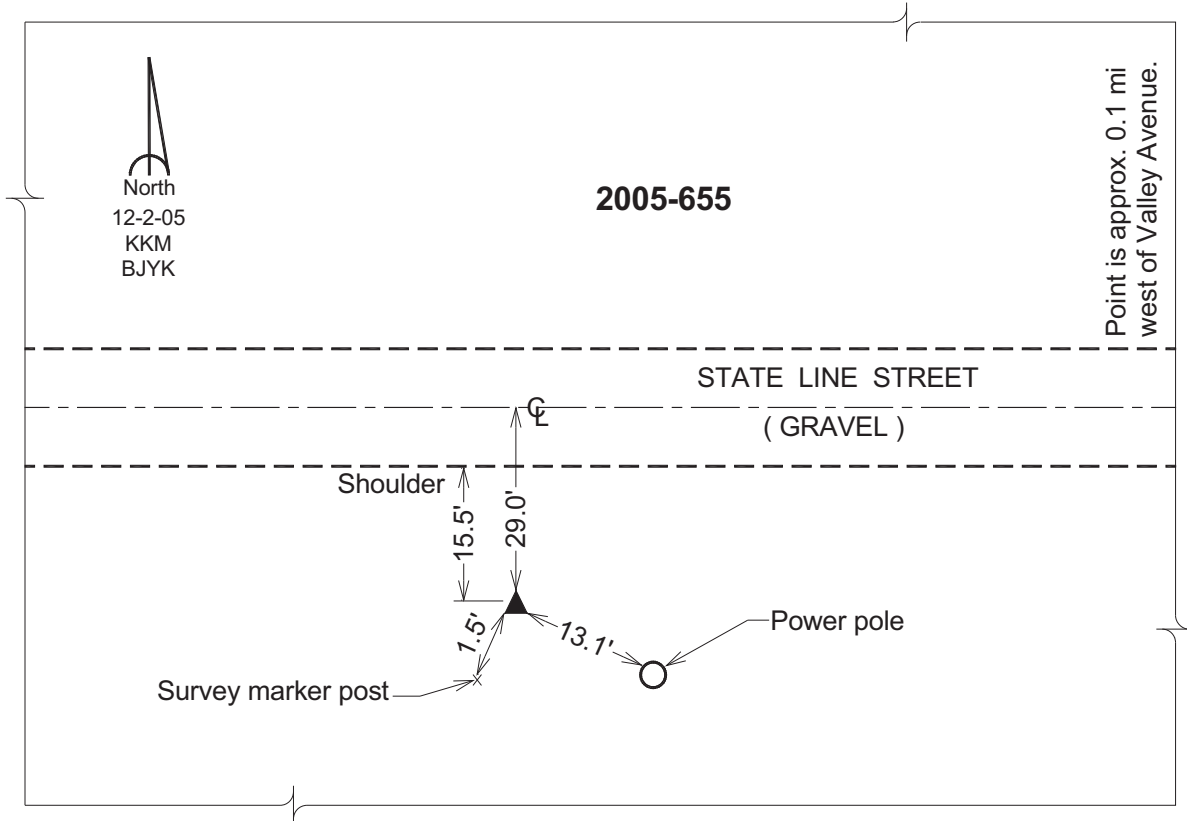 North
12-2-05
KKM
BJYK
2005-655
Point is approx. 0.1 mi
west of Valley Avenue.
STATE LINE STREET
℄
( GRAVEL )
Shoulder
15.5'
29.0'
1.5'
13.1'
Power pole
Survey marker post